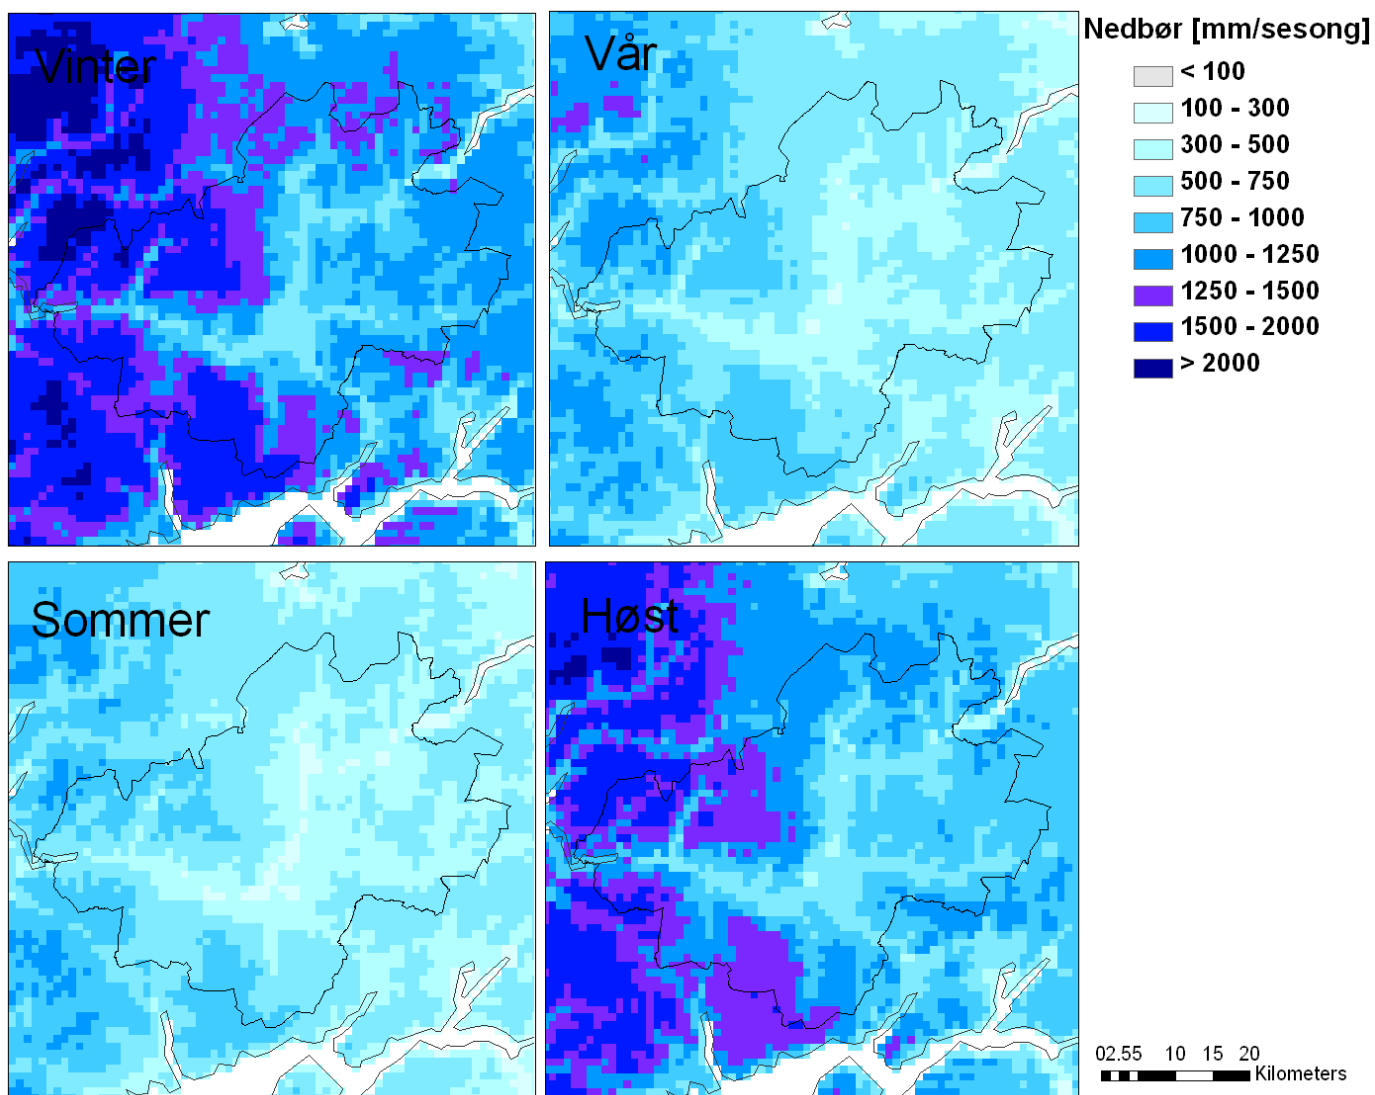 Vinter
Vår
Nedbør [mm/sesong]
< 100
100 - 300
300 - 500
500 - 750
750 - 1000
1000 - 1250
1250 - 1500
1500 - 2000
> 2000
Sommer
Høst
02.55 10 15 20
Kilometers